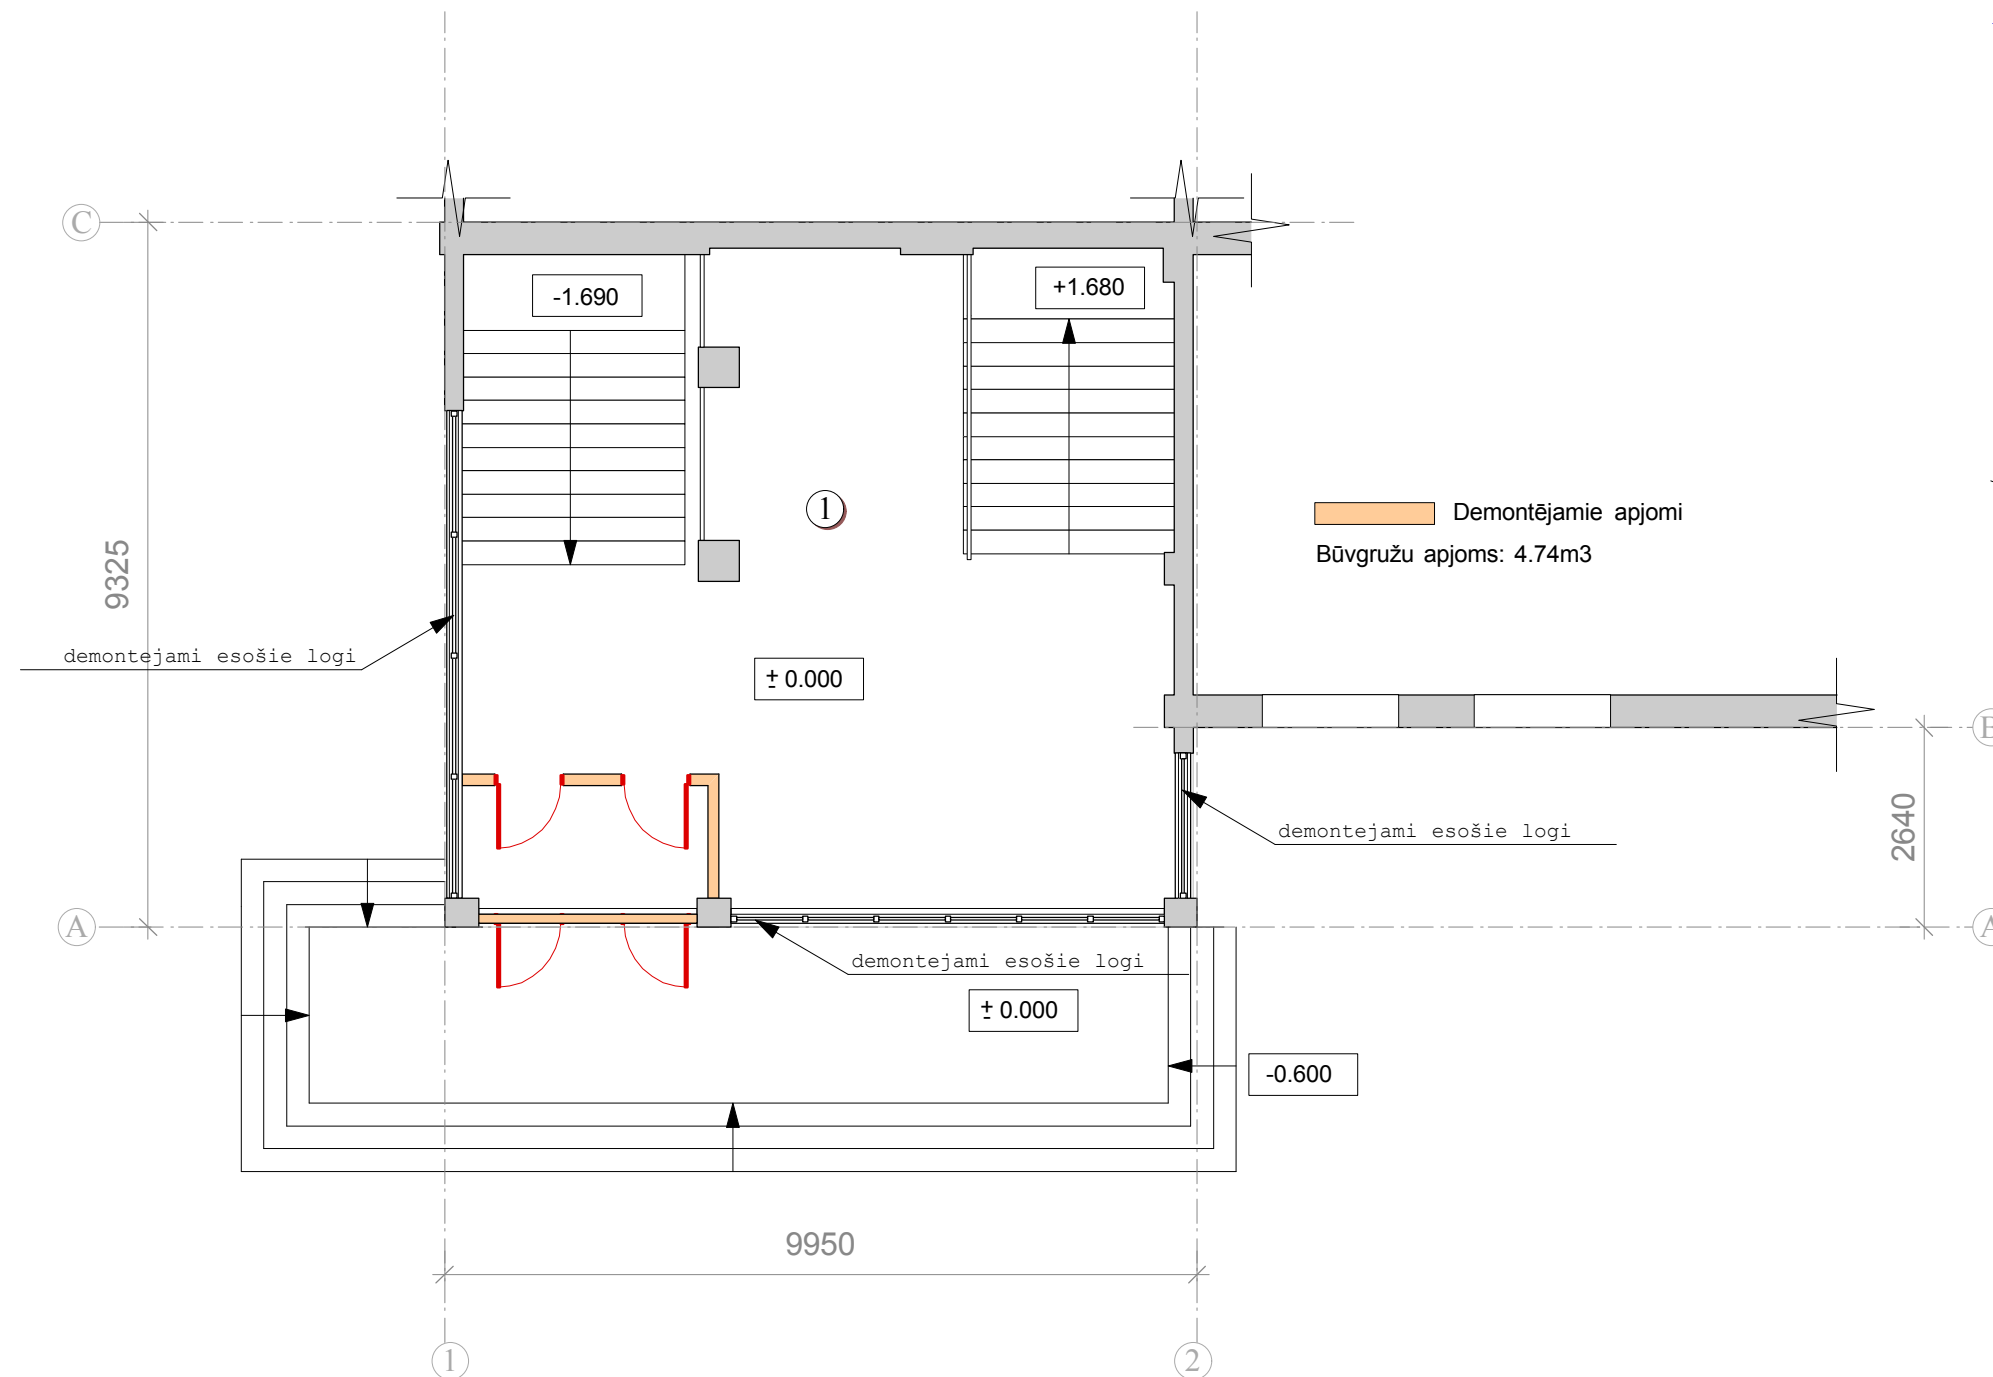 C
-1.690
+1.680
1
Demontējamie apjomi
Būvgružu apjoms: 4.74m3
9325
demontejami esošie logi
± 0.000
B
2640
demontejami esošie logi
A
A
demontejami esošie logi
± 0.000
-0.600
9950
1
2